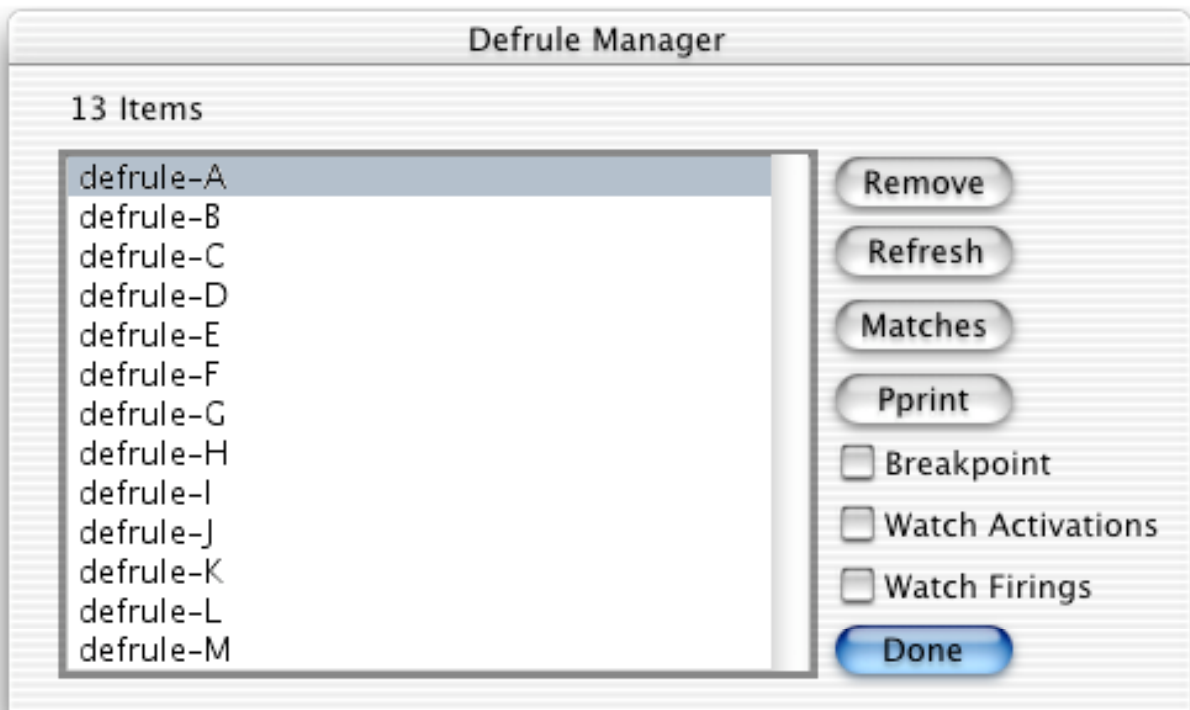 Defrule Manager
13 Items
defrule-A
defrule-B
defrule-C
defrule-D
defrule-E
defrule-F
defrule-G
defrule-H
defrule-I
defrule-J
defrule-K
defrule-L
defrule-M
Remove
Refresh
Matches
Pprint
Breakpoint
Watch Activations
Watch Firings
Done